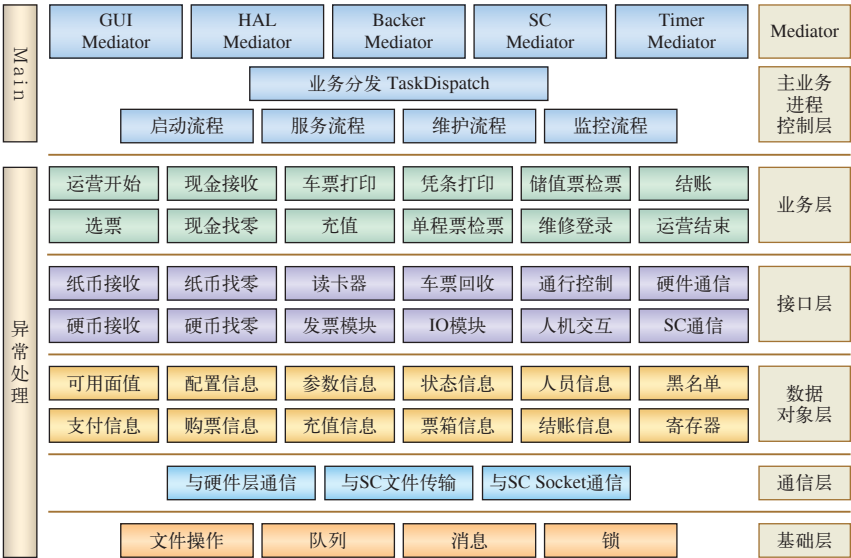 Main
GUI Mediator
HAL Mediator
Backer Mediator
SC Mediator
Timer Mediator
Mediator
业务分发 TaskDispatch
启动流程
服务流程
维护流程
监控流程
主业务
进程
控制层
异常处理
运营开始
现金接收
车票打印
凭条打印
储值票检票
结账
选票
现金找零
充值
单程票检票
维修登录
运营结束
业务层
纸币接收
纸币找零
读卡器
车票回收
通行控制
硬件通信
硬币接收
硬币找零
发票模块
IO模块
人机交互
SC通信
接口层
可用面值
配置信息
参数信息
状态信息
人员信息
黑名单
支付信息
购票信息
充值信息
票箱信息
结账信息
寄存器
数据
对象层
与硬件层通信
与SC文件传输
与SC Socket通信
通信层
文件操作
队列
消息
锁
基础层